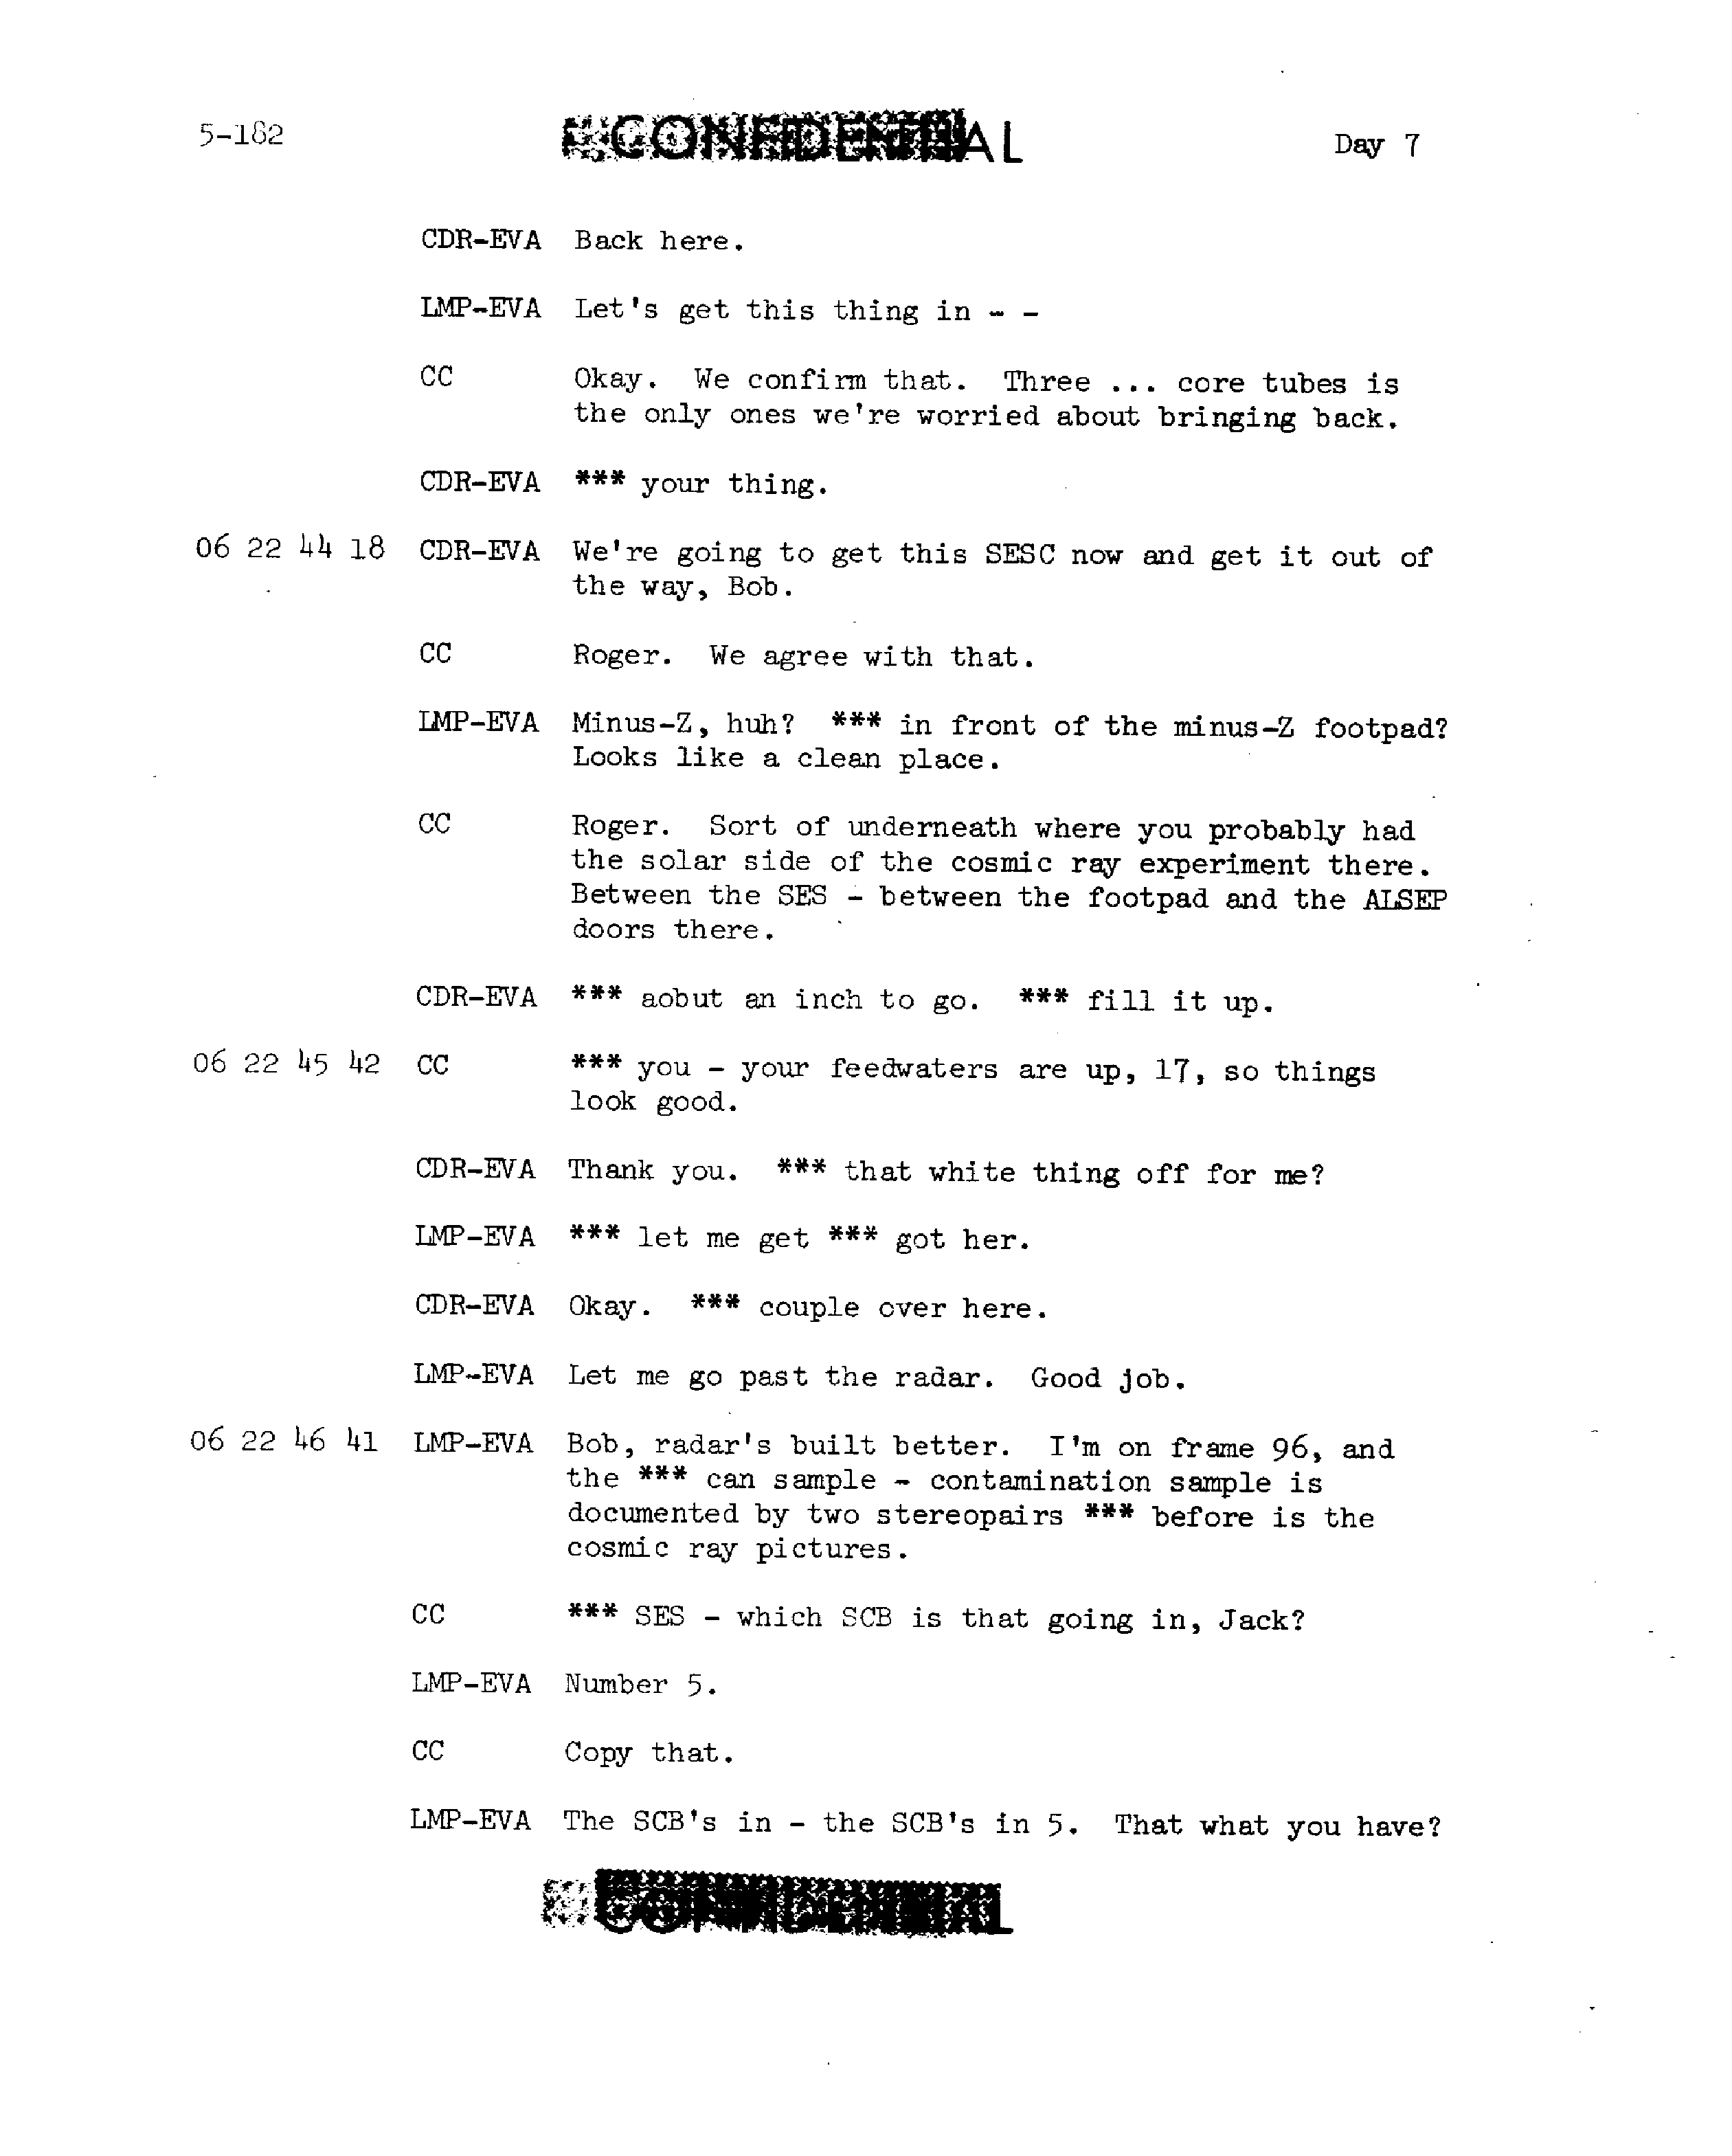 5-182
CONFIDENTIAL
Day 7
CDR-EVA Back here.
LMP-EVA Let's get this thing in - -
CC Okay. We confirm that. Three ... core tubes is
the only ones we're worried about bringing back.
CDR-EVA *** your thing.
06 22 44 18 CDR-EVA We're going to get this SESC now and get it out of
the way, Bob.
CC Roger. We agree with that.
LMP-EVA Minus-Z, huh? *** in front of the minus-Z footpad?
Looks like a clean place.
CC Roger. Sort of underneath where you probably had
the solar side of the cosmic ray experiment there.
Between the SES - between the footpad and the ALSEP
doors there.
CDR-EVA *** aobut an inch to go. *** fill it up.
06 22 45 42 CC *** you - your feedwaters are up, 17, so things
look good.
CDR-EVA Thank you. *** that white thing off for me?
LMP-EVA *** let me get *** got her.
CDR-EVA Okay. *** couple over here.
LMP-EVA Let me go past the radar. Good job.
06 22 46 41 LMP-EVA Bob, radar's built better. I'm on frame 96, and
the *** can sample - contamination sample is
documented by two stereopairs *** before is the
cosmic ray pictures.
CC *** SES - which SCB is that going in, Jack?
LMP-EVA Number 5.
CC Copy that.
LMP-EVA The SCB's in - the SCB's in 5. That what you have?
CONFIDENTIAL